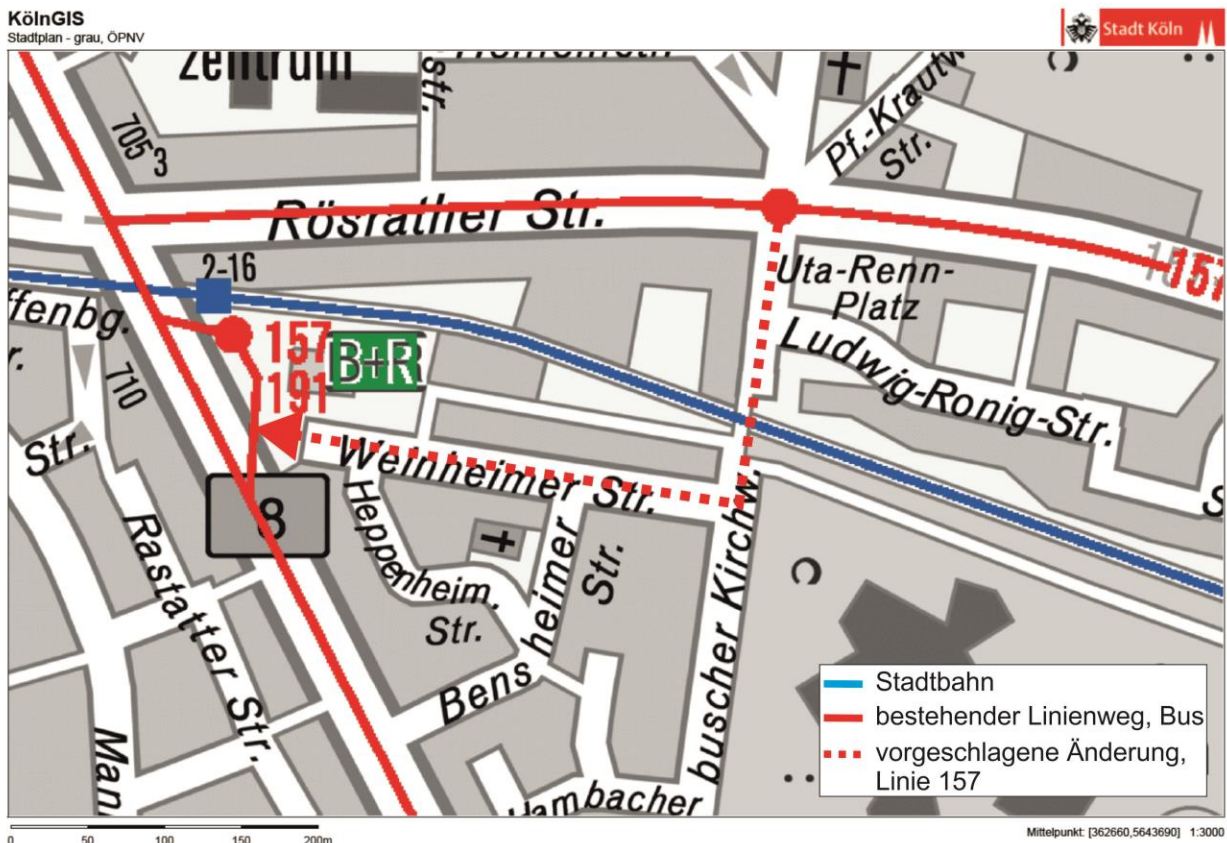 KölnGIS
Stadtplan - grau, ÖPNV
Stadt Köln
Zentrum
str.
705
3
Pf.-Krautw
Str.
Rösrather Str.
157
2-16
Uta-Renn-
Platz
ffenbg.
r.
157
191
B+R
710
Ludwig-Ronig-Str.
Str.
Weinheimer Str.
8
Heppenheim.
Str.
Rastatter Str.
Bensheimer
Str.
buscher Kirchw.
S
Man
Hambacher
Stadtbahn
bestehender Linienweg, Bus
vorgeschlagene Änderung,
Linie 157
0 50 100 150 200m
Mittelpunkt: [362660,5643690] 1:3000